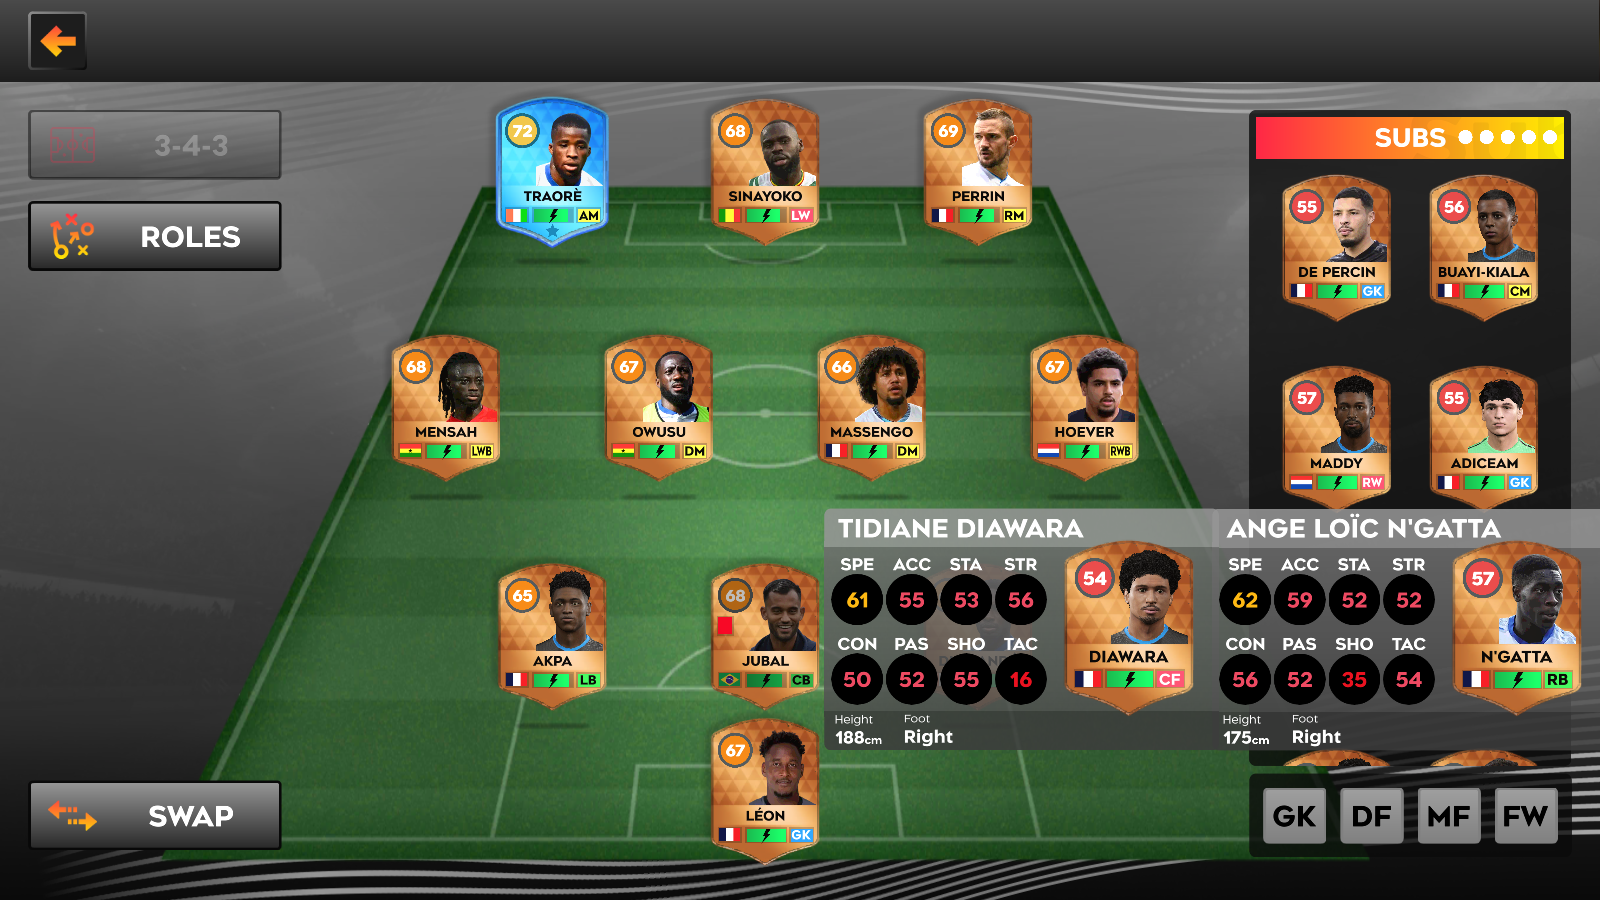 3-4-3
ROLES
72
TRAORÈ
AM
68
SINAYOKO
LW
69
PERRIN
RM
SUBS
55
DE PERCIN
GK
56
BUAYI-KIALA
CM
68
MENSAH
LWB
67
OWUSU
DM
66
MASSENGO
DM
67
HOEVER
RWB
57
MADDY
RW
55
ADICEAM
GK
65
AKPA
LB
68
JUBAL
CB
TIDIANE DIAWARA
SPE ACC STA STR
61 55 53 56
CON PAS SHO TAC
50 52 55 16
Height Foot
188cm Right
54
DIAWARA
CF
ANGE LOÏC N'GATTA
SPE ACC STA STR
62 59 52 52
CON PAS SHO TAC
56 52 35 54
Height Foot
175cm Right
57
N'GATTA
RB
67
LÉON
GK
SWAP
GK DF MF FW